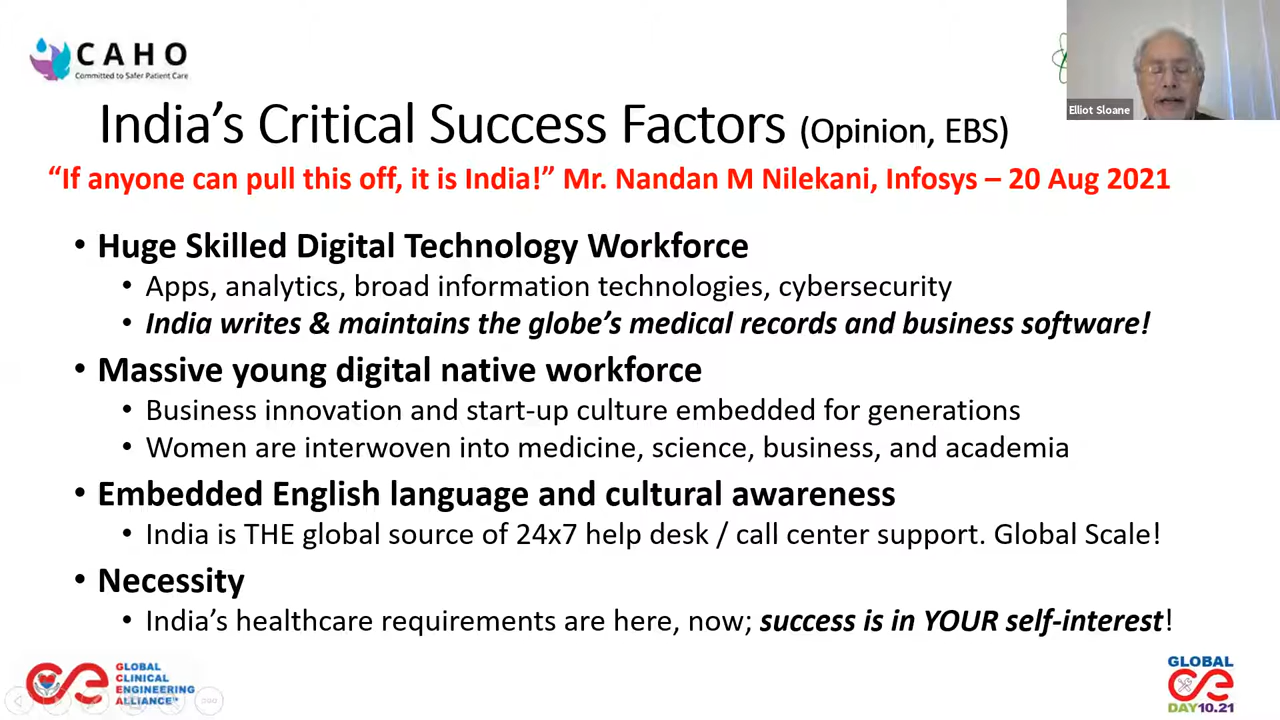 CAHO
Committed to Safer Patient Care
Elliot Sloane
India’s Critical Success Factors (Opinion, EBS)
“If anyone can pull this off, it is India!” Mr. Nandan M Nilekani, Infosys – 20 Aug 2021
• Huge Skilled Digital Technology Workforce
• Apps, analytics, broad information technologies, cybersecurity
• India writes & maintains the globe’s medical records and business software!
• Massive young digital native workforce
• Business innovation and start-up culture embedded for generations
• Women are interwoven into medicine, science, business, and academia
• Embedded English language and cultural awareness
• India is THE global source of 24x7 help desk / call center support. Global Scale!
• Necessity
• India’s healthcare requirements are here, now; success is in YOUR self-interest!
GLOBAL
CLINICAL
ENGINEERING
ALLIANCE
GLOBAL
CE
DAY10.21